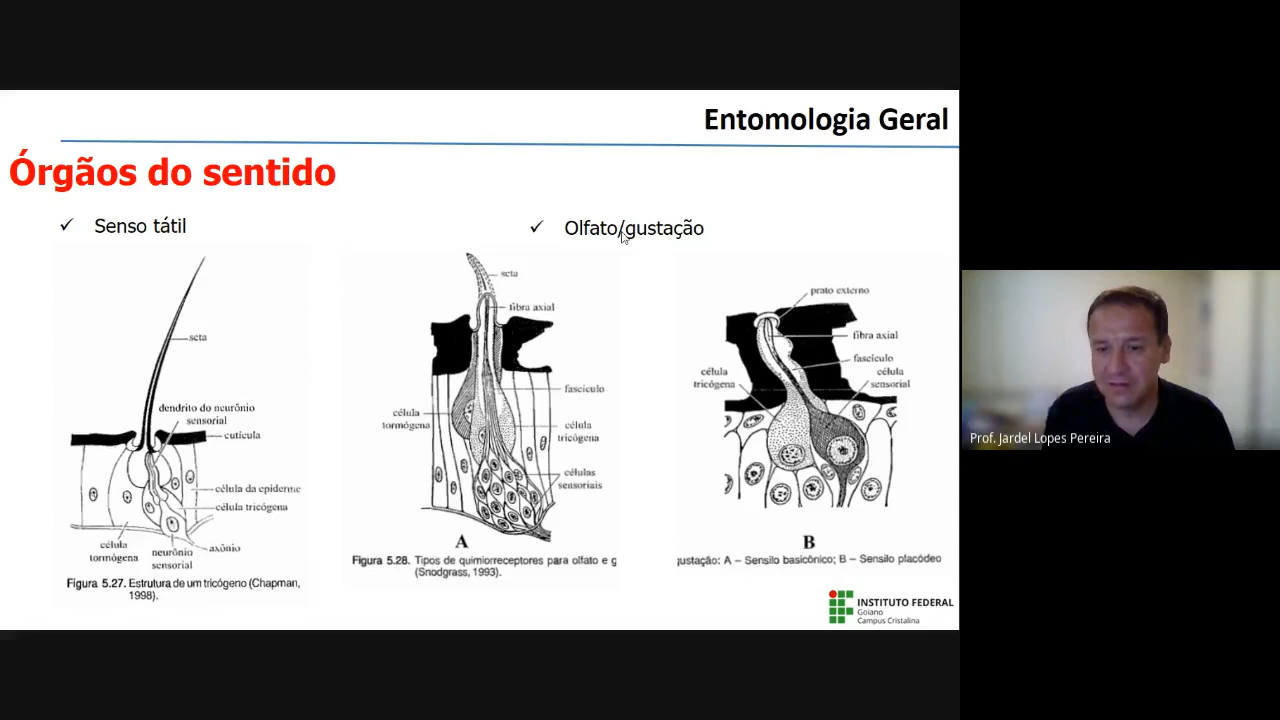 Entomologia Geral
Órgãos do sentido
✓ Senso tátil
✓ Olfato/gustação
seta
dendrito do neurônio
sensorial
cutícula
célula da epiderme
célula tricógena
axônio
célula
tormógena
neurônio
sensorial
Figura 5.27. Estrutura de um tricógeno (Chapman,
1998).
seta
fibra axial
fascículo
célula
tormógena
célula
tricógena
células
sensoriais
A
Figura 5.28. Tipos de quimiorreceptores para olfato e g
(Snodgrass, 1993).
prato externo
fibra axial
fascículo
célula
tricógena
célula
sensorial
B
gustação: A – Sensilo basicônico; B – Sensilo placódeo
INSTITUTO FEDERAL
Goiano
Campus Cristalina
Prof. Jardel Lopes Pereira